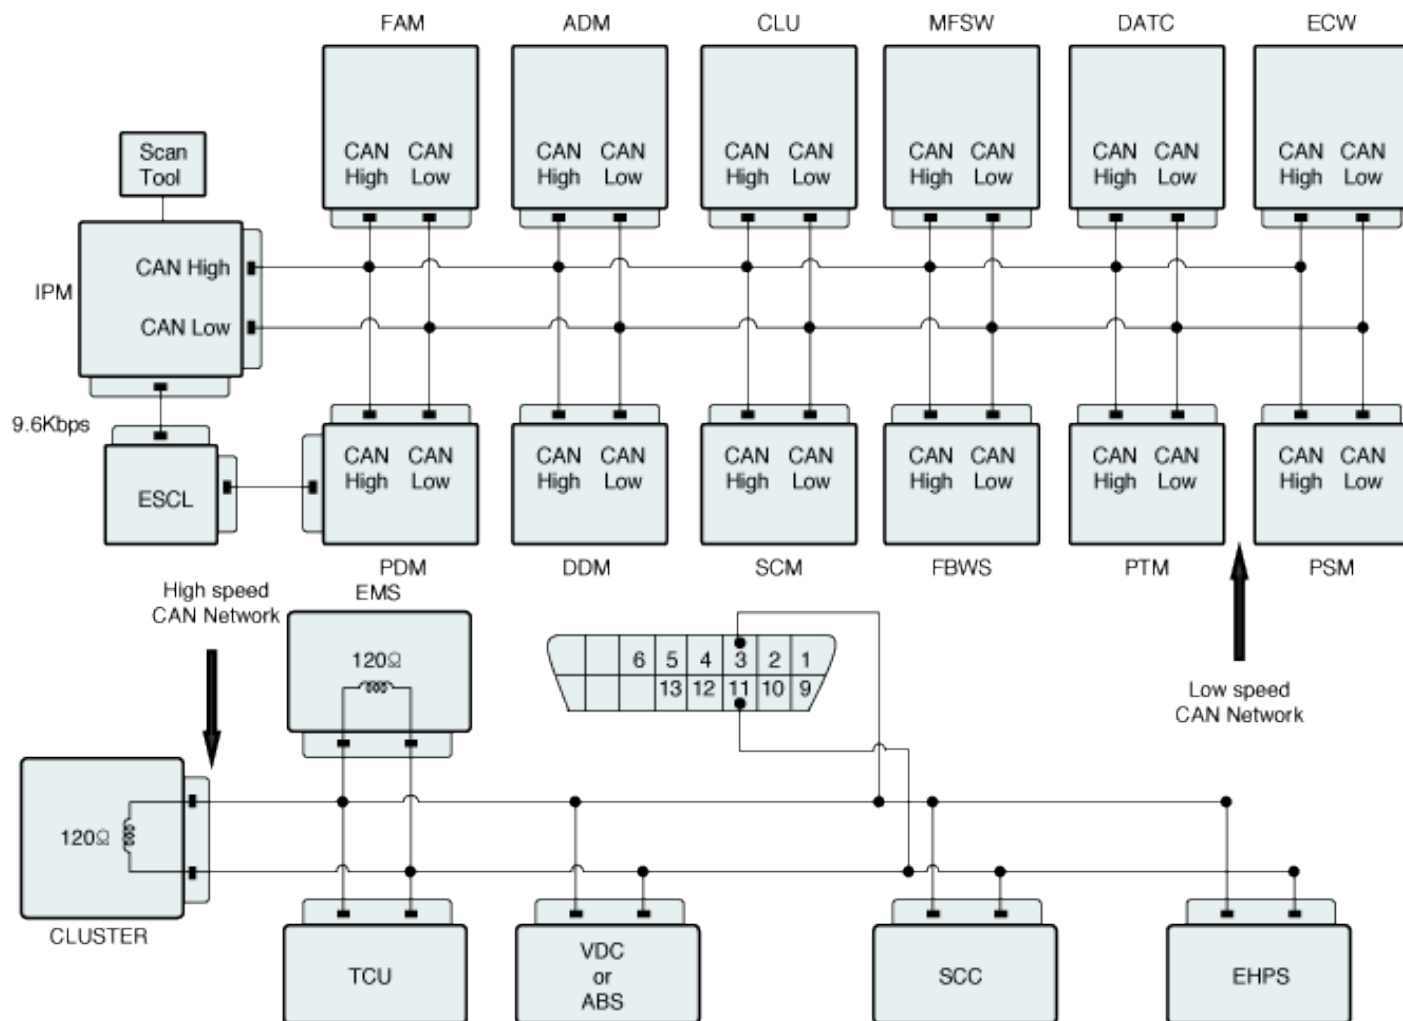 FAM ADM CLU MFSW DATC ECW
CAN CAN CAN CAN CAN CAN CAN CAN CAN CAN CAN CAN
High Low High Low High Low High Low High Low High Low
Scan
Tool
CAN High
IPM
CAN Low
9.6Kbps
ESCL
CAN CAN CAN CAN CAN CAN CAN CAN CAN CAN CAN CAN
High Low High Low High Low High Low High Low High Low
PDM DDM SCM FBWS PTM PSM
High speed
CAN Network
EMS
120Ω
6 5 4 3 2 1
13 12 11 10 9
Low speed
CAN Network
120Ω
CLUSTER
TCU
VDC
or
ABS
SCC
EHPS